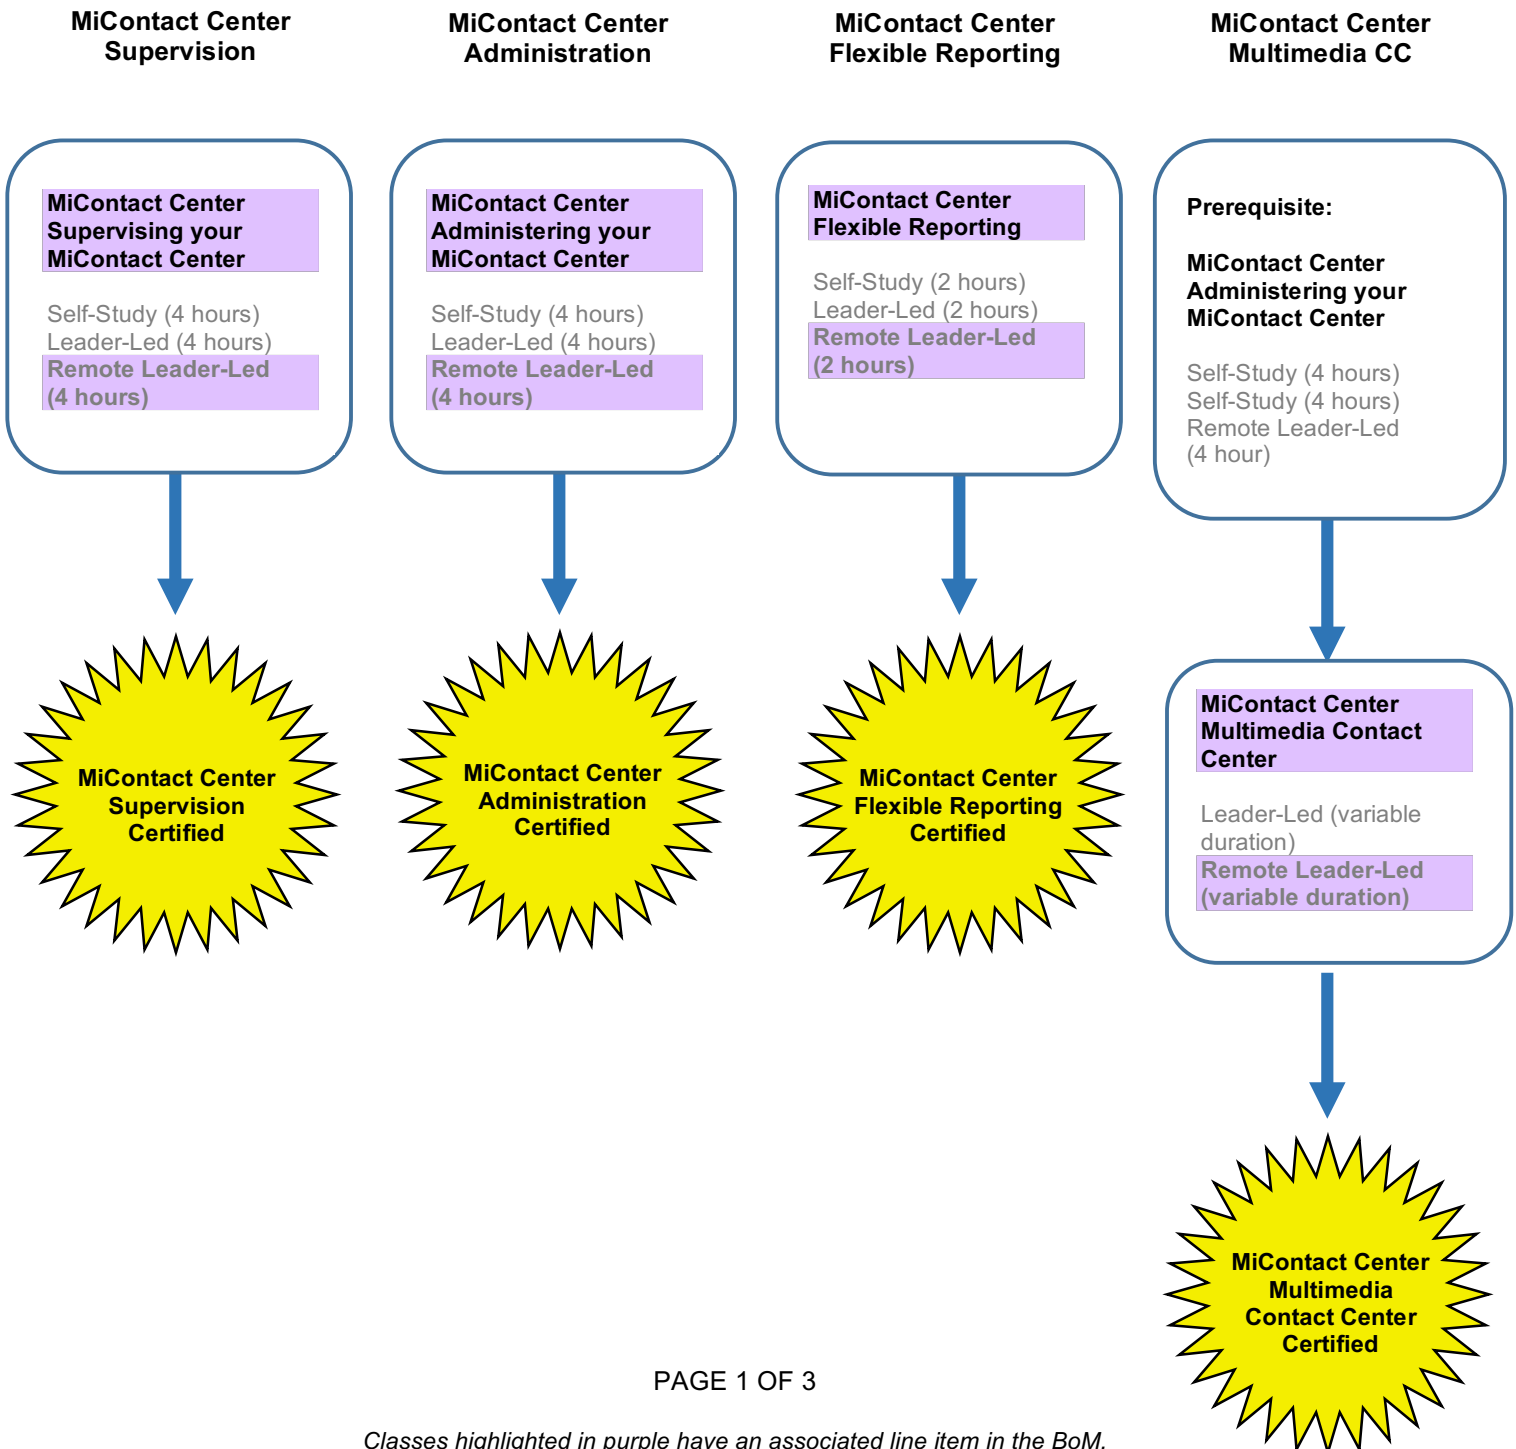 MiContact Center
Supervision
MiContact Center
Administration
MiContact Center
Flexible Reporting
MiContact Center
Multimedia CC
MiContact Center
Supervising your
MiContact Center
Self-Study (4 hours)
Leader-Led (4 hours)
Remote Leader-Led
(4 hours)
MiContact Center
Administering your
MiContact Center
Self-Study (4 hours)
Leader-Led (4 hours)
Remote Leader-Led
(4 hours)
MiContact Center
Flexible Reporting
Self-Study (2 hours)
Leader-Led (2 hours)
Remote Leader-Led
(2 hours)
Prerequisite:
MiContact Center
Administering your
MiContact Center
Self-Study (4 hours)
Self-Study (4 hours)
Remote Leader-Led
(4 hour)
MiContact Center
Supervision
Certified
MiContact Center
Administration
Certified
MiContact Center
Flexible Reporting
Certified
MiContact Center
Multimedia Contact
Center
Leader-Led (variable
duration)
Remote Leader-Led
(variable duration)
MiContact Center
Multimedia
Contact Center
Certified
PAGE 1 OF 3
Classes highlighted in purple have an associated line item in the BoM.